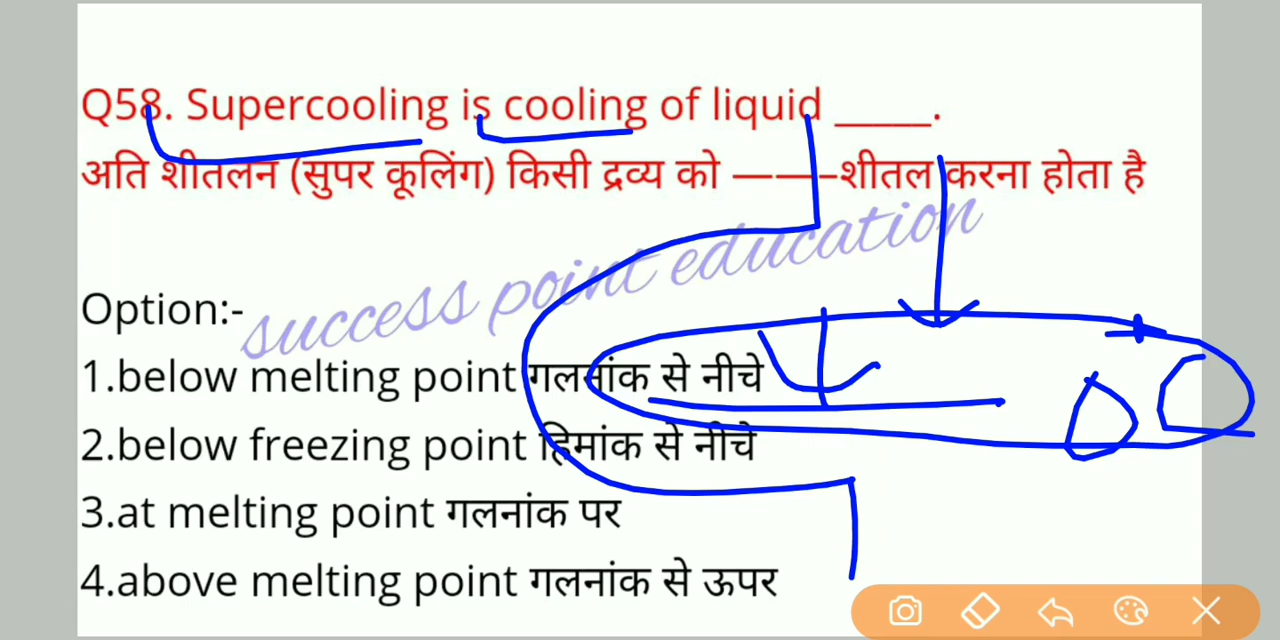 Q58. Supercooling is cooling of liquid _____.
अति शीतलन (सुपर कूलिंग) किसी द्रव्य को ———शीतल करना होता है
success point education
Option:-
1.below melting point गलनांक से नीचे
2.below freezing point हिमांक से नीचे
3.at melting point गलनांक पर
4.above melting point गलनांक से ऊपर